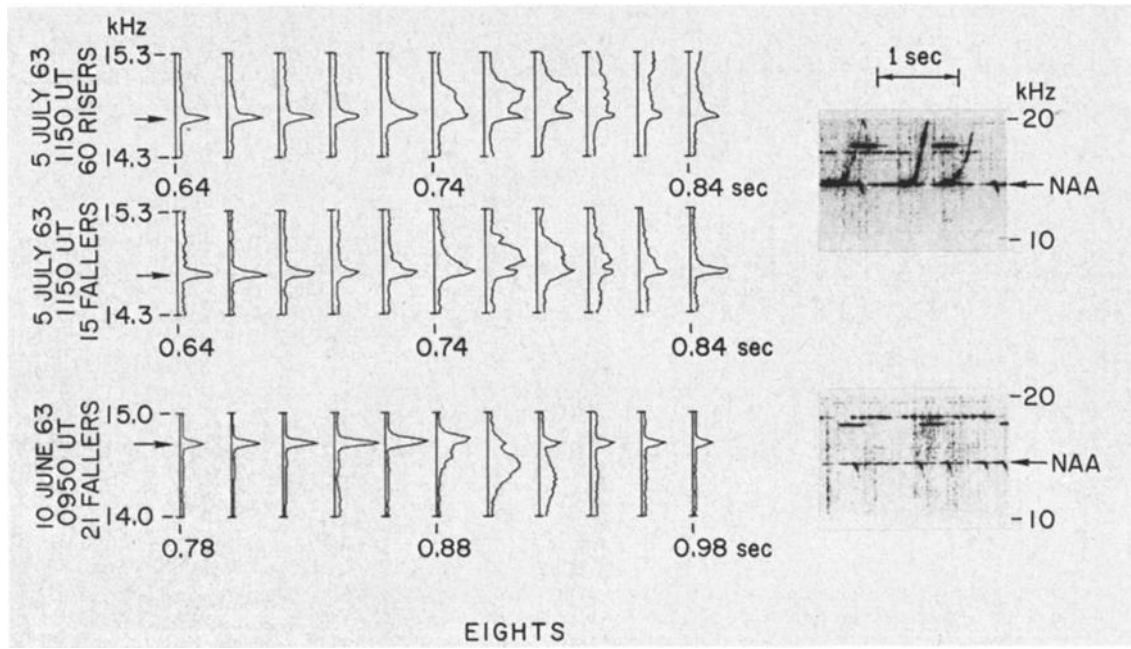 kHz
5 JULY 63
1150 UT
60 RISERS
15.3
14.3
0.64
0.74
0.84 sec
5 JULY 63
1150 UT
15 FALLERS
15.3
14.3
0.64
0.74
0.84 sec
10 JUNE 63
0950 UT
21 FALLERS
15.0
14.0
0.78
0.88
0.98 sec
1 sec
kHz
20
NAA
10
20
NAA
10
EIGHTS